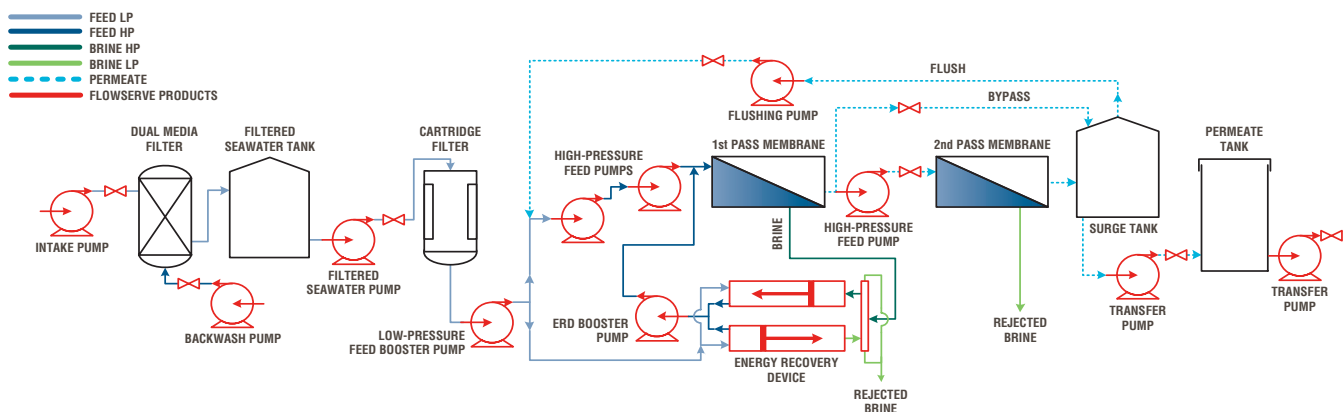 FEED LP
FEED HP
BRINE HP
BRINE LP
PERMEATE
FLOWSERVE PRODUCTS
DUAL MEDIA
FILTER
FILTERED
SEAWATER TANK
CARTRIDGE
FILTER
HIGH-PRESSURE
FEED PUMPS
FLUSHING PUMP
FLUSH
BYPASS
1st PASS MEMBRANE
2nd PASS MEMBRANE
PERMEATE
TANK
INTAKE PUMP
BACKWASH PUMP
FILTERED
SEAWATER PUMP
LOW-PRESSURE
FEED BOOSTER PUMP
ERD BOOSTER
PUMP
BRINE
HIGH-PRESSURE
FEED PUMP
SURGE TANK
ENERGY RECOVERY
DEVICE
REJECTED
BRINE
REJECTED
BRINE
TRANSFER
PUMP
TRANSFER
PUMP